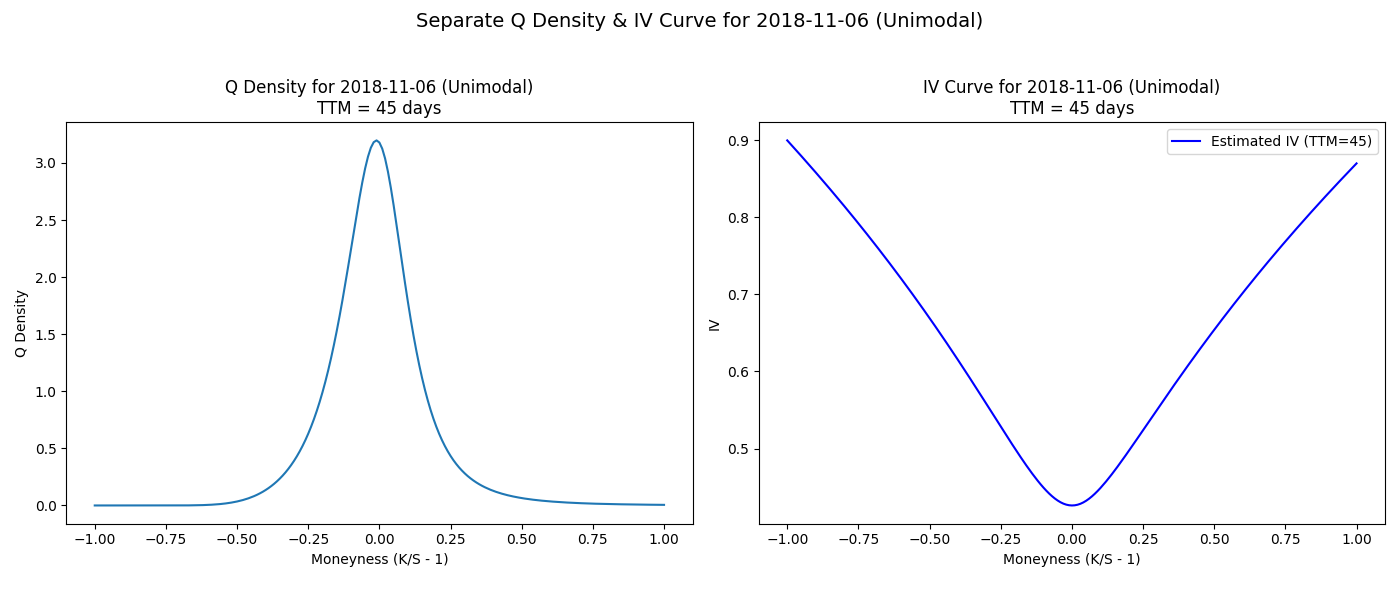 Separate Q Density & IV Curve for 2018-11-06 (Unimodal)
Q Density for 2018-11-06 (Unimodal)
TTM = 45 days
Q Density
3.0
2.5
2.0
1.5
1.0
0.5
0.0
−1.00 −0.75 −0.50 −0.25 0.00 0.25 0.50 0.75 1.00
Moneyness (K/S - 1)
IV Curve for 2018-11-06 (Unimodal)
TTM = 45 days
Estimated IV (TTM=45)
IV
0.9
0.8
0.7
0.6
0.5
−1.00 −0.75 −0.50 −0.25 0.00 0.25 0.50 0.75 1.00
Moneyness (K/S - 1)